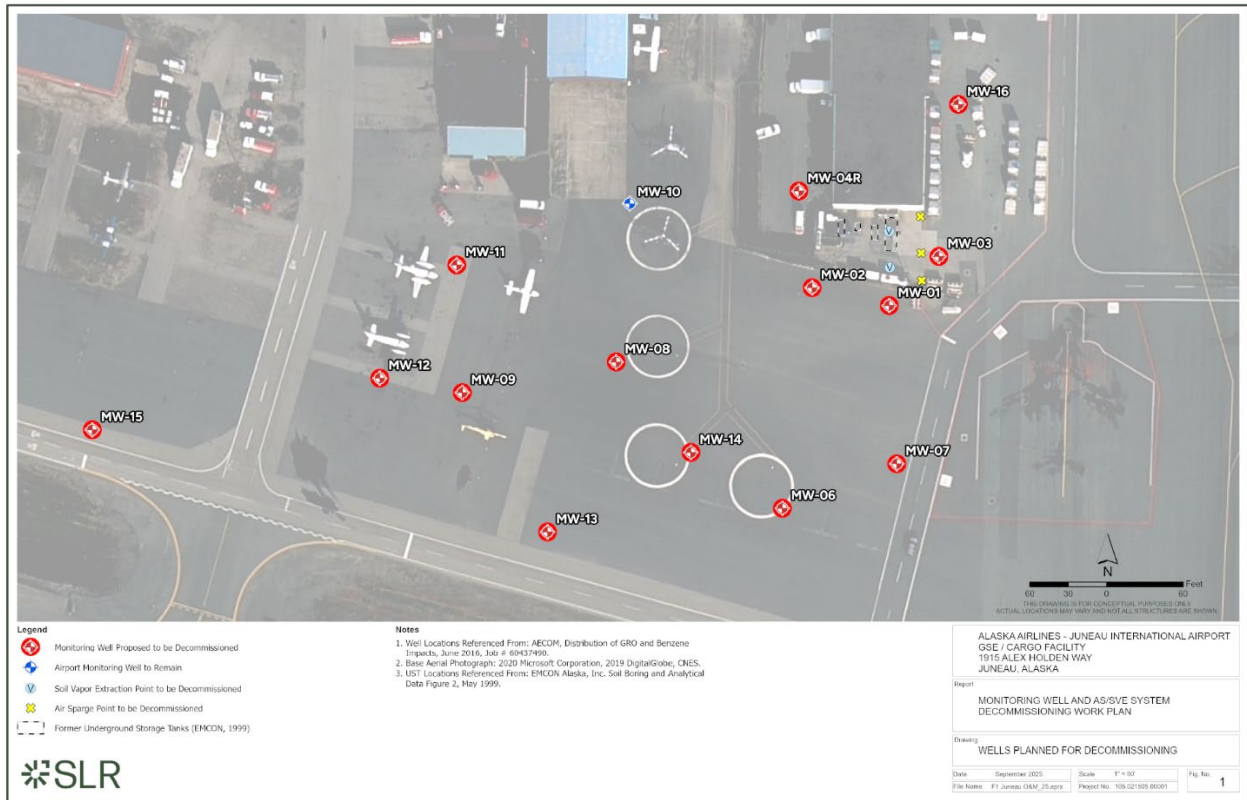 MW-16
MW-04R
MW-10
MW-03
MW-11
MW-02
MW-01
MW-08
MW-12
MW-09
MW-15
MW-14
MW-07
MW-06
MW-13
N
60 30 0 60 Feet
THIS DRAWING IS FOR CONCEPTUAL PURPOSES ONLY.
ACTUAL LOCATIONS MAY VARY AND NOT ALL STRUCTURES ARE SHOWN.
Legend
Monitoring Well Proposed to be Decommissioned
Airport Monitoring Well to Remain
V Soil Vapor Extraction Point to be Decommissioned
Air Sparge Point to be Decommissioned
Former Underground Storage Tanks (EMCON, 1999)
SLR
Notes
1. Well Locations Referenced From: AECOM, Distribution of GRO and Benzene
Impacts, June 2016, Job # 60437490.
2. Base Aerial Photograph: 2020 Microsoft Corporation, 2019 DigitalGlobe, CNES.
3. UST Locations Referenced From: EMCON Alaska, Inc. Soil Boring and Analytical
Data Figure 2, May 1999.
ALASKA AIRLINES - JUNEAU INTERNATIONAL AIRPORT
GSE / CARGO FACILITY
1915 ALEX HOLDEN WAY
JUNEAU, ALASKA
Report
MONITORING WELL AND AS/SVE SYSTEM
DECOMMISSIONING WORK PLAN
Drawing
WELLS PLANNED FOR DECOMMISSIONING
Date September 2025 Scale 1" = 60' Fig. No. 1
File Name F1 Juneau O&M_25.aprx Project No. 105.021505.00001